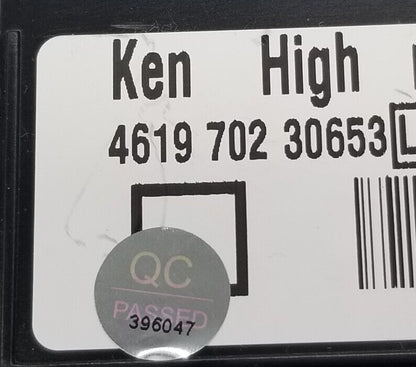 Ken High
4619 702 30653 L
QC
PASSED
396047